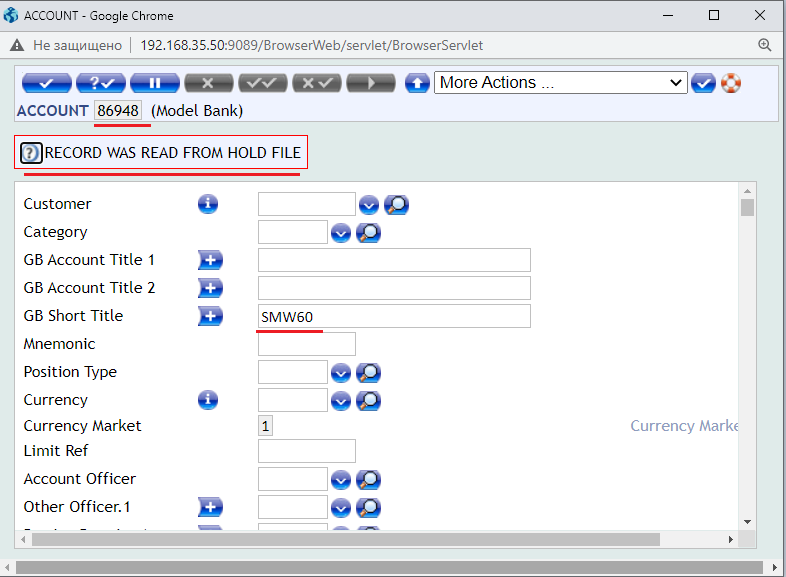 ACCOUNT - Google Chrome
Не защищено 192.168.35.50:9089/BrowserWeb/servlet/BrowserServlet
More Actions ...
ACCOUNT 86948 (Model Bank)
RECORD WAS READ FROM HOLD FILE
Customer
Category
GB Account Title 1
GB Account Title 2
GB Short Title SMW60
Mnemonic
Position Type
Currency
Currency Market 1 Currency Marke
Limit Ref
Account Officer
Other Officer.1